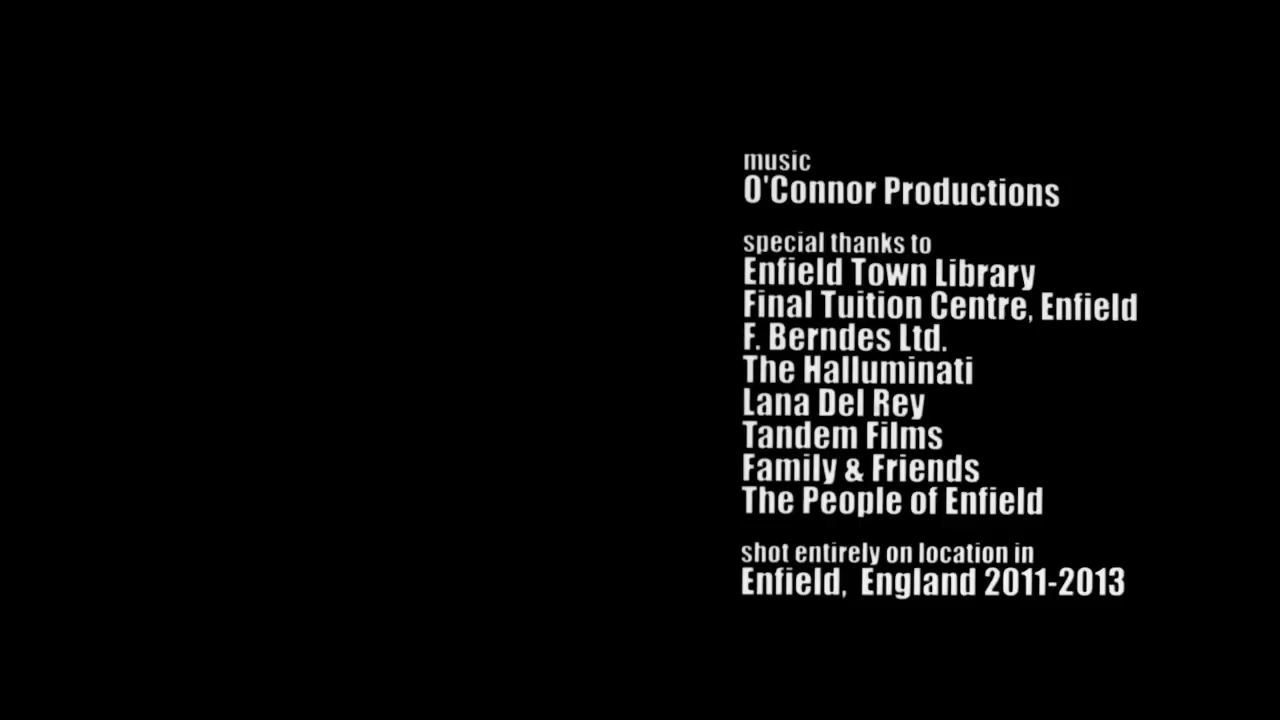 music
O'Connor Productions
special thanks to
Enfield Town Library
Final Tuition Centre, Enfield
F. Berndes Ltd.
The Halluminati
Lana Del Rey
Tandem Films
Family & Friends
The People of Enfield
shot entirely on location in
Enfield, England 2011-2013